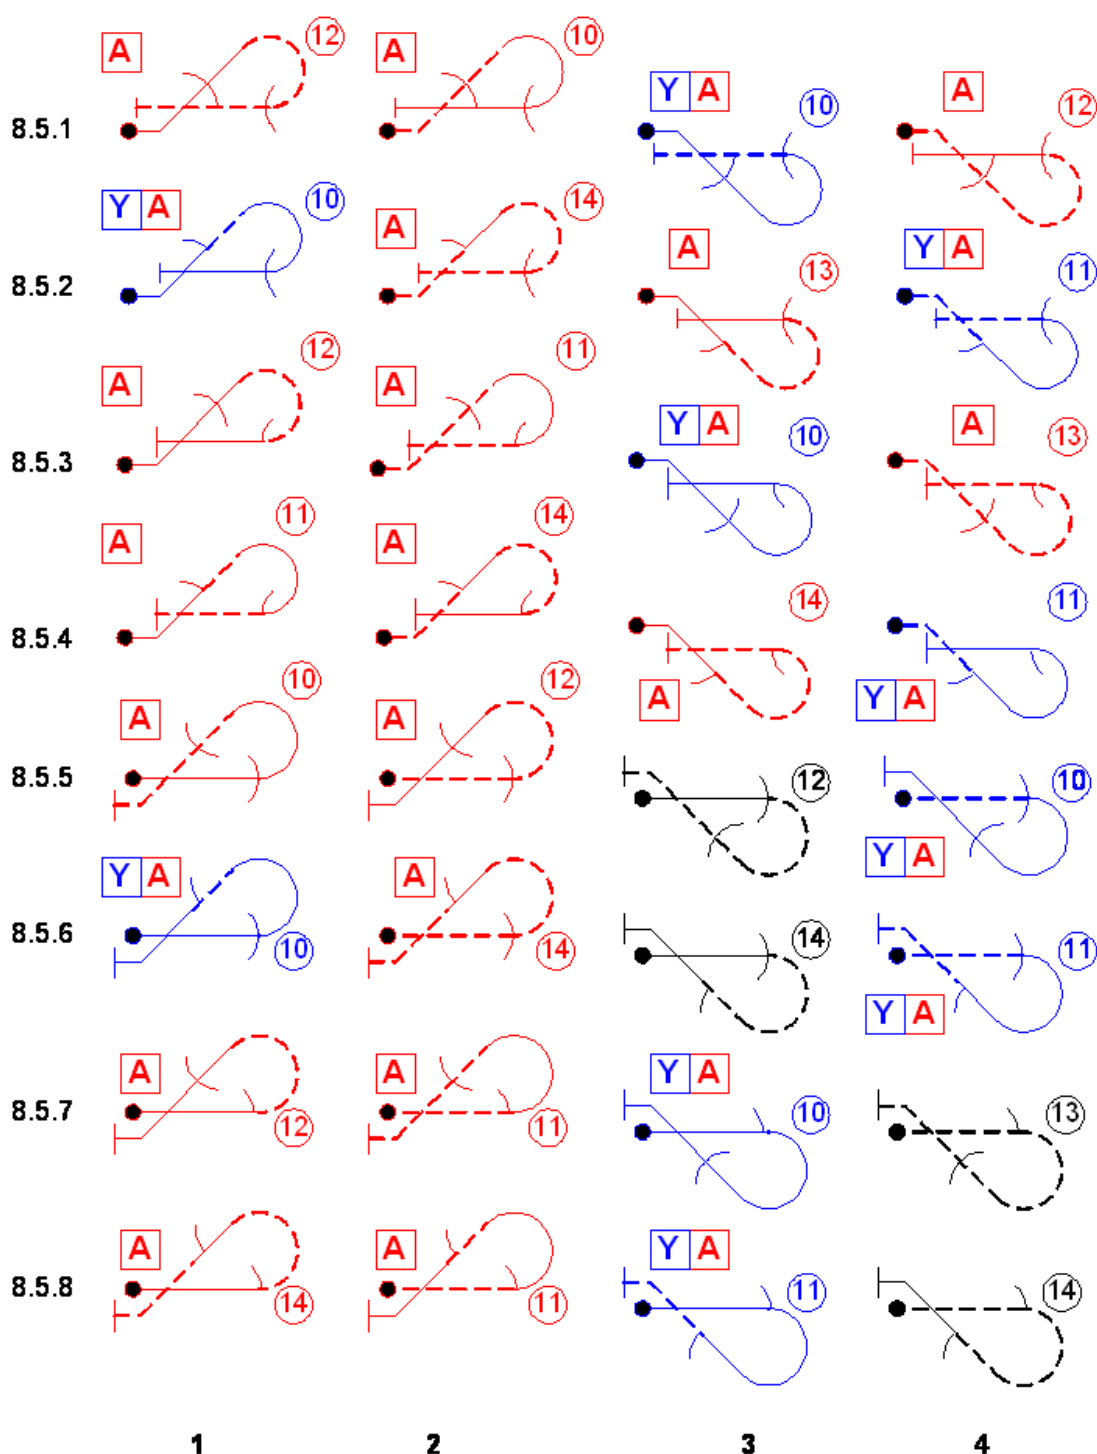 A 12 A 10
8.5.1 Y A 10 A 12
Y A 10 A 14
8.5.2 A 13 Y A 11
A 12 A 11
8.5.3 Y A 10 A 13
A 11 A 14
8.5.4 A 14 Y A 11
A 10 A 12
8.5.5 12 Y A 10
Y A 10 A 14
8.5.6 14 Y A 11
A 12 A 11
8.5.7 Y A 10 13
A 14 A 11
8.5.8 Y A 11 14
1 2 3 4